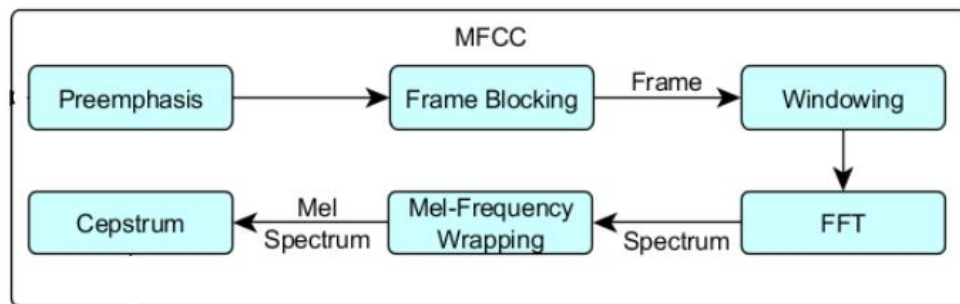 MFCC
Preemphasis
Frame Blocking
Frame
Windowing
Cepstrum
Mel
Spectrum
Mel-Frequency
Wrapping
Spectrum
FFT